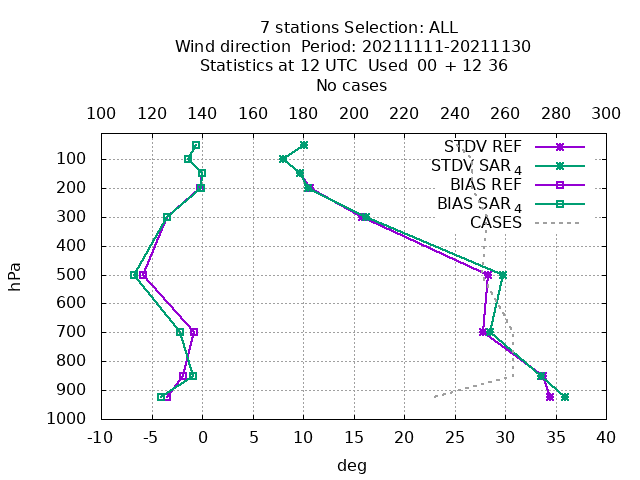 7 stations Selection: ALL
Wind direction  Period: 20211111-20211130
Statistics at 12 UTC  Used  00 + 12 36
No cases
100 120 140 160 180 200 220 240 260 280 300
STDV REF
STDV SAR 4
BIAS REF
BIAS SAR 4
CASES
100
200
300
400
500
600
700
800
900
1000
hPa
-10 -5 0 5 10 15 20 25 30 35 40
deg